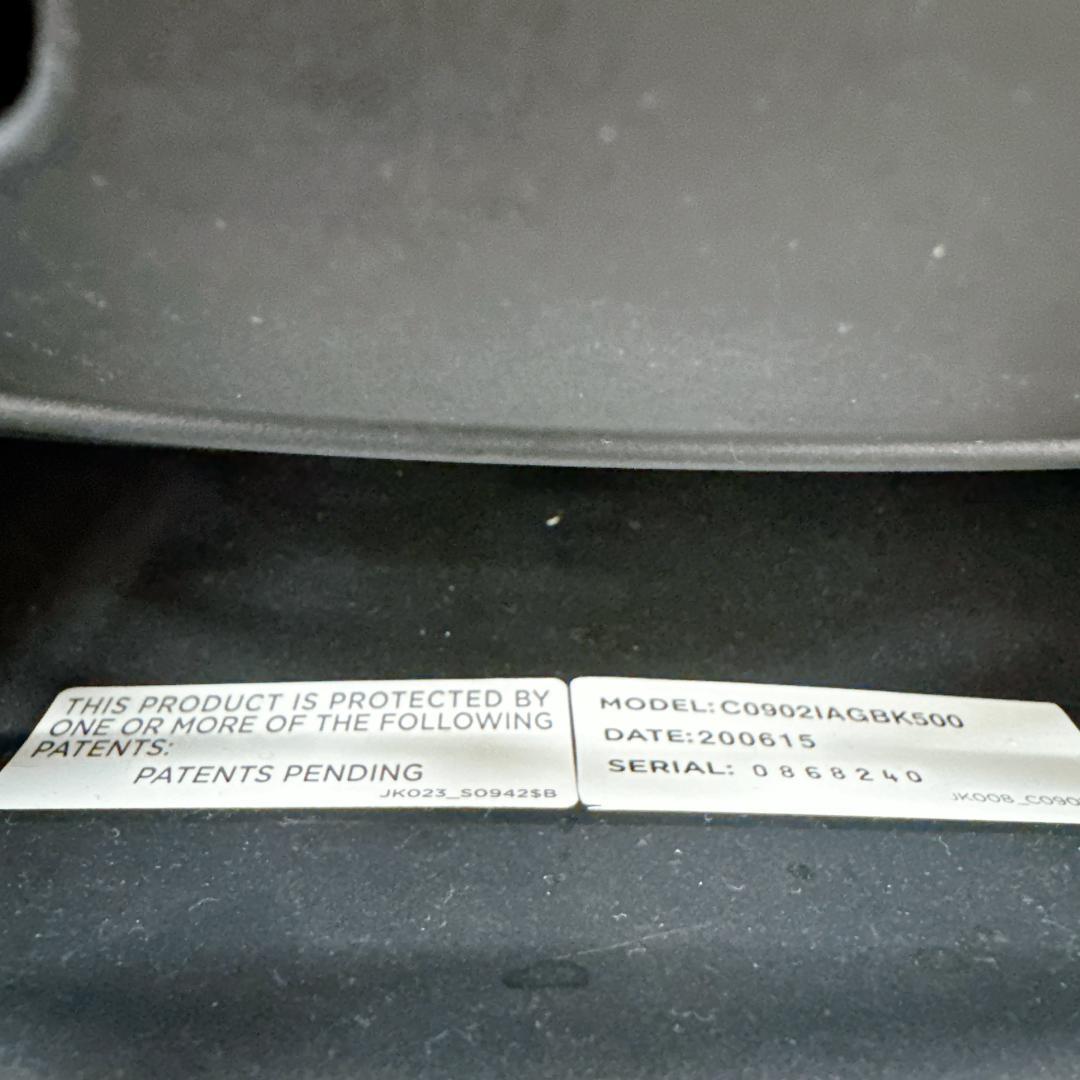 THIS PRODUCT IS PROTECTED BY
ONE OR MORE OF THE FOLLOWING
PATENTS:
PATENTS PENDING
JK023_S0942$B
MODEL:C0902IAGBK500
DATE:200615
SERIAL: 0868240
JK008_C090